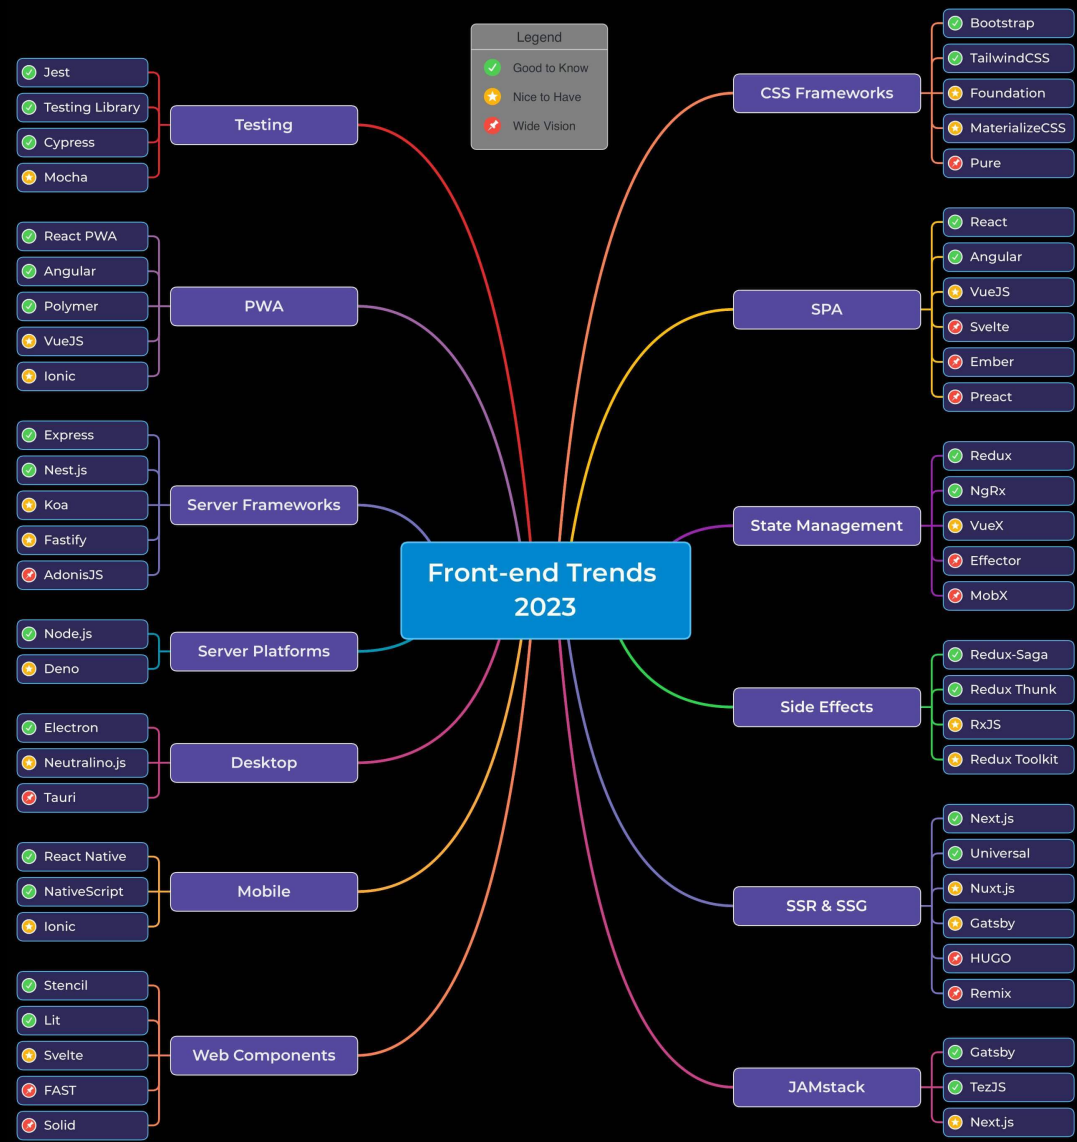 Legend
Good to Know
Nice to Have
Wide Vision
Front-end Trends
2023
Testing
Jest
Testing Library
Cypress
Mocha
PWA
React PWA
Angular
Polymer
VueJS
Ionic
Server Frameworks
Express
Nest.js
Koa
Fastify
AdonisJS
Server Platforms
Node.js
Deno
Desktop
Electron
Neutralino.js
Tauri
Mobile
React Native
NativeScript
Ionic
Web Components
Stencil
Lit
Svelte
FAST
Solid
CSS Frameworks
Bootstrap
TailwindCSS
Foundation
MaterializeCSS
Pure
SPA
React
Angular
VueJS
Svelte
Ember
Preact
State Management
Redux
NgRx
VueX
Effector
MobX
Side Effects
Redux-Saga
Redux Thunk
RxJS
Redux Toolkit
SSR & SSG
Next.js
Universal
Nuxt.js
Gatsby
HUGO
Remix
JAMstack
Gatsby
TezJS
Next.js